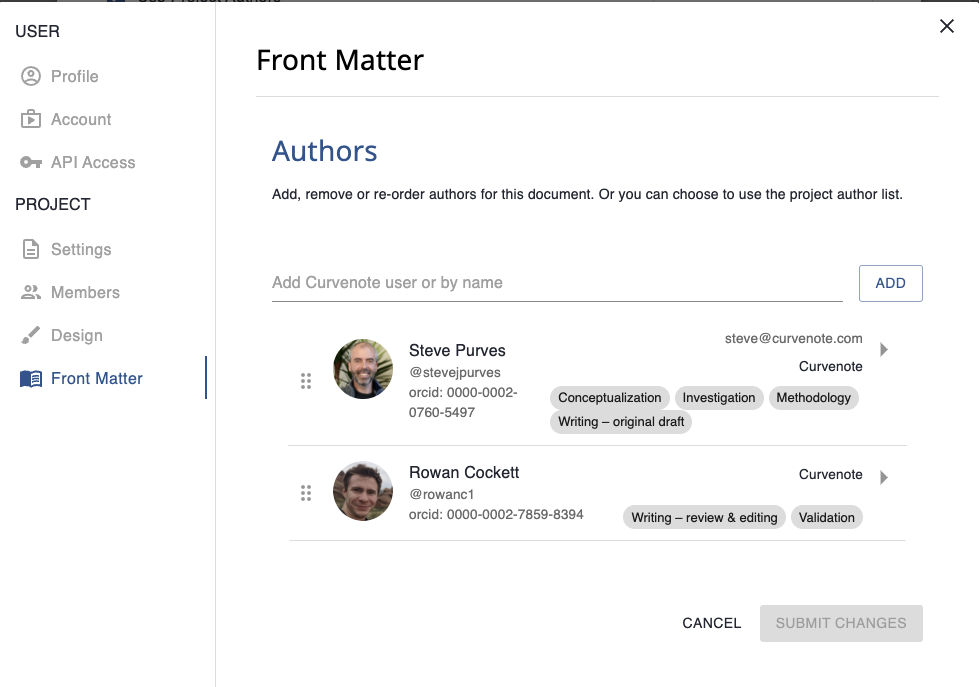 USER
Profile
Account
API Access
PROJECT
Settings
Members
Design
Front Matter
Front Matter
Authors
Add, remove or re-order authors for this document. Or you can choose to use the project author list.
Add Curvenote user or by name
ADD
Steve Purves
@stevejpurves
orcid: 0000-0002-
0760-5497
steve@curvenote.com
Curvenote
Conceptualization Investigation Methodology
Writing – original draft
Rowan Cockett
@rowanc1
orcid: 0000-0002-7859-8394
Curvenote
Writing – review & editing Validation
CANCEL SUBMIT CHANGES